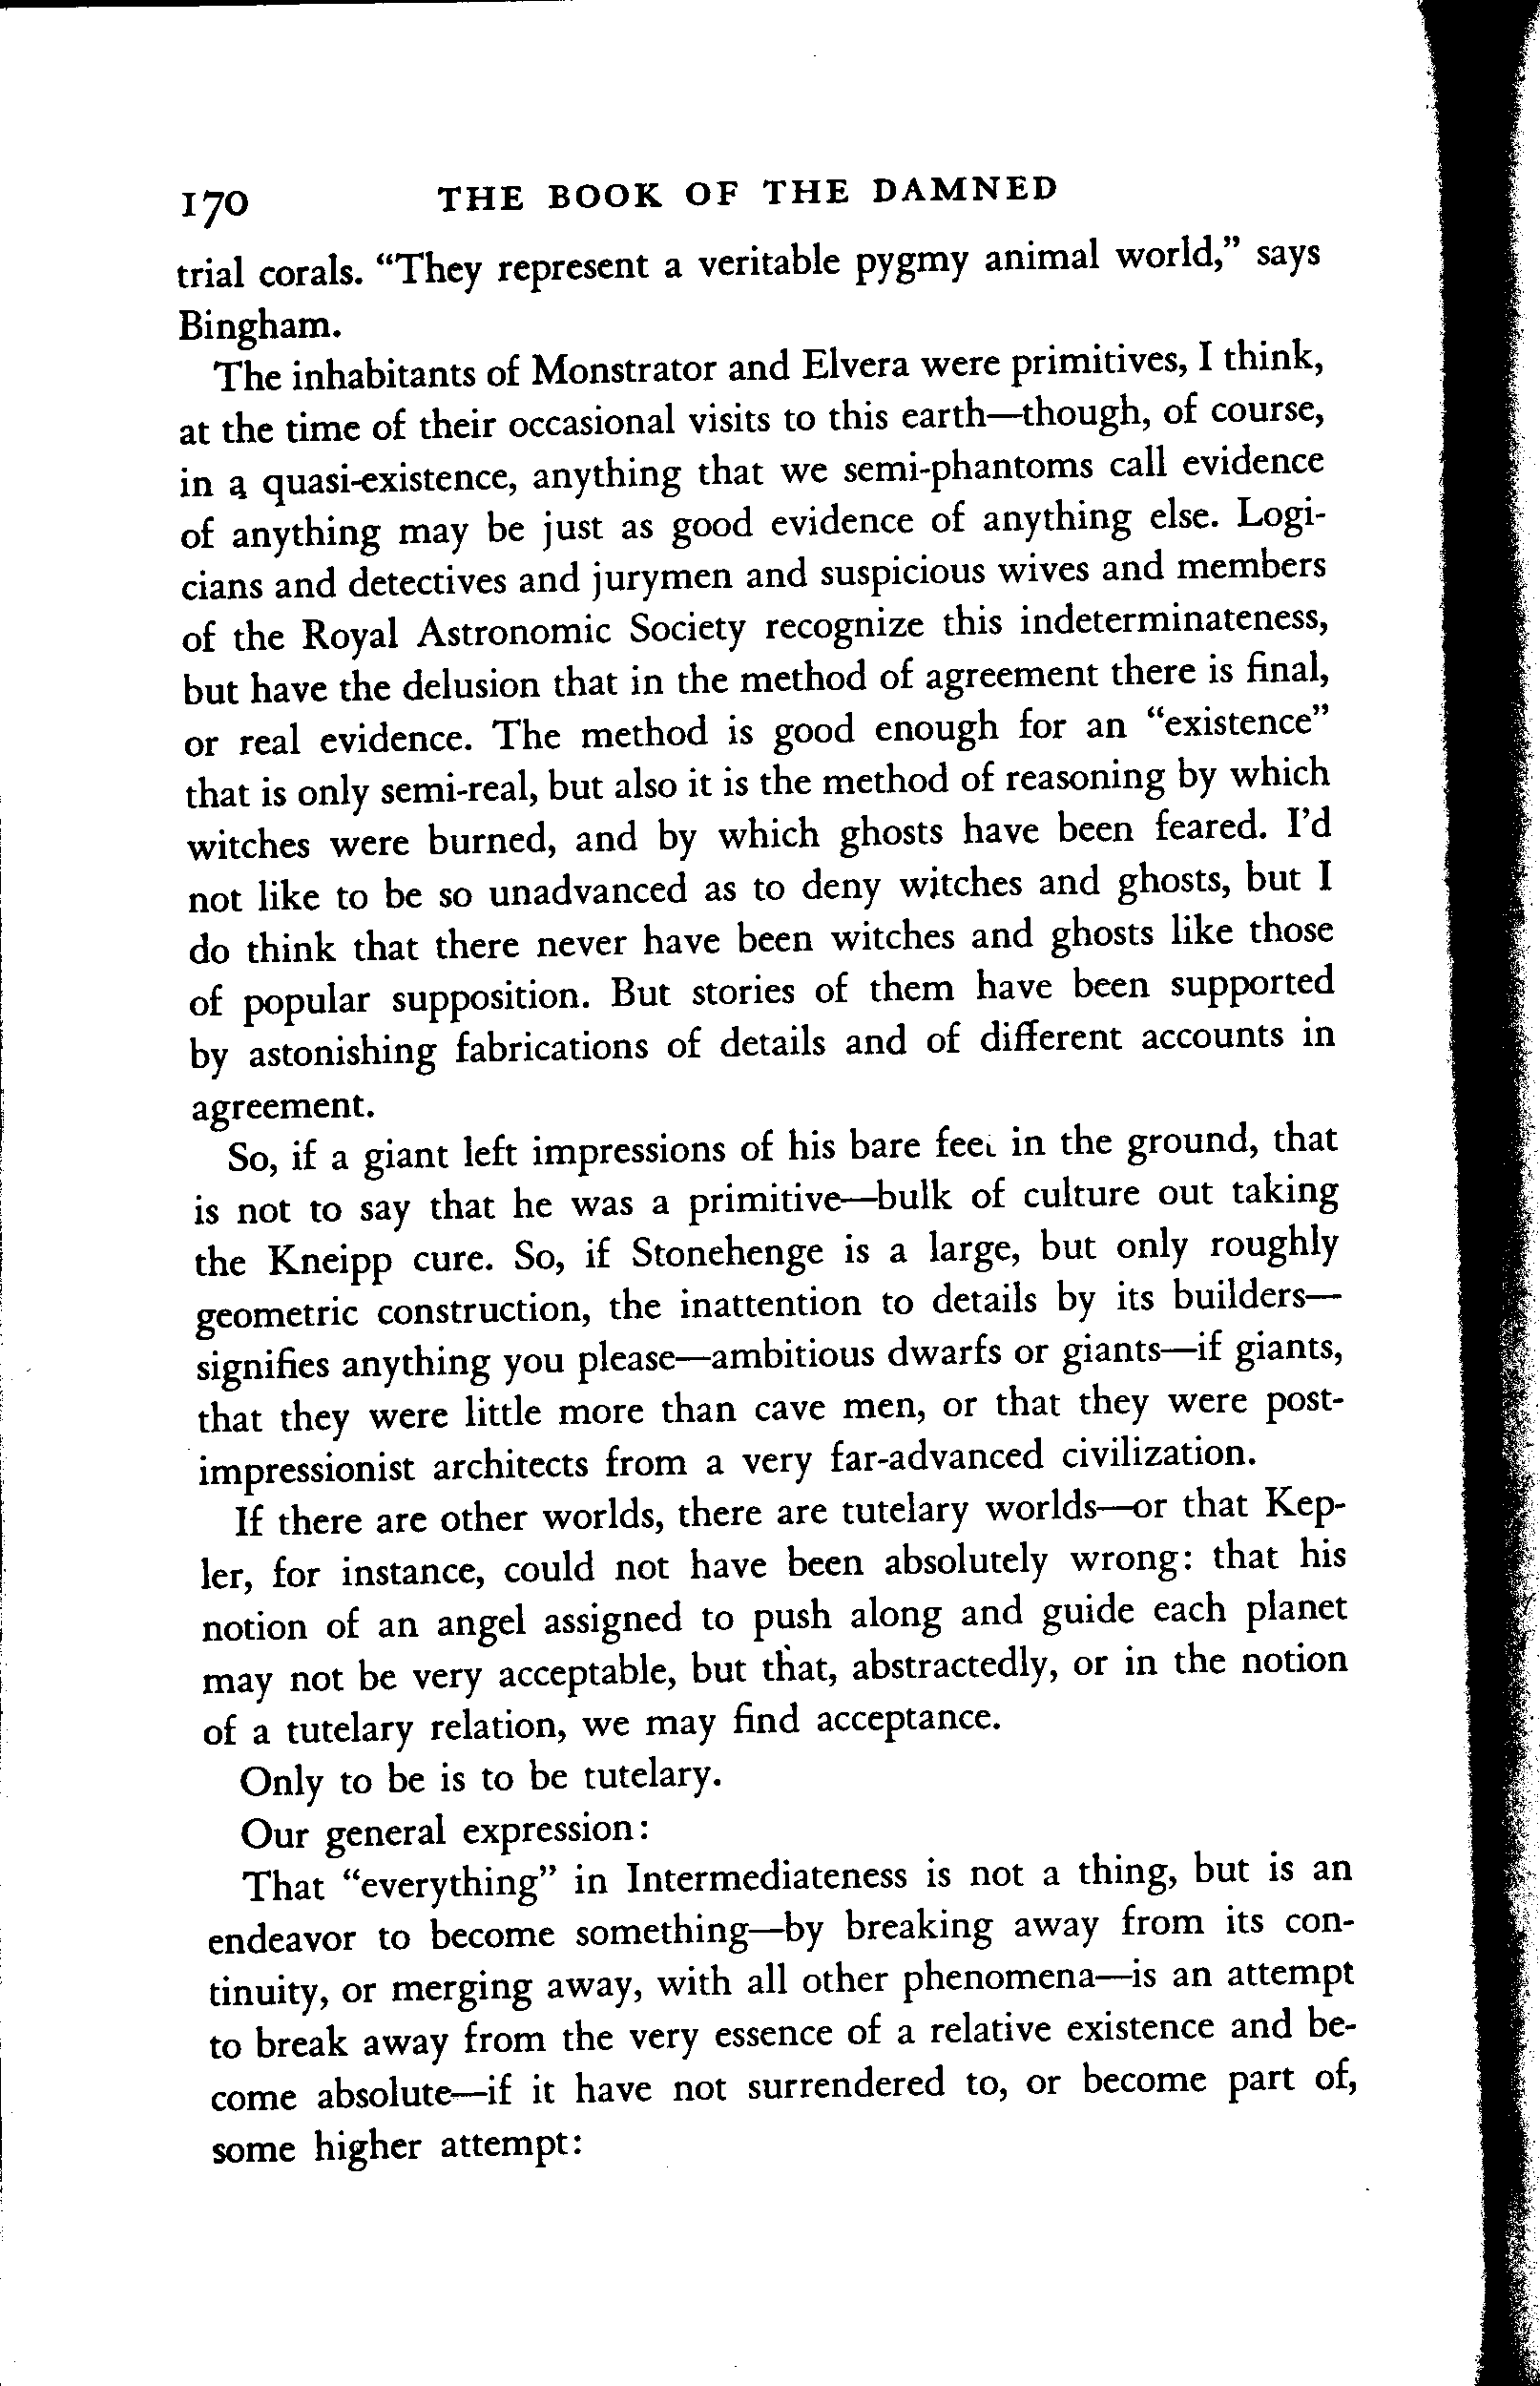 170 THE BOOK OF THE DAMNED
trial corals. “They represent a veritable pygmy animal world,” says
Bingham.
The inhabitants of Monstrator and Elvera were primitives, I think,
at the time of their occasional visits to this earth—though, of course,
in a quasi-existence, anything that we semi-phantoms call evidence
of anything may be just as good evidence of anything else. Logi-
cians and detectives and jurymen and suspicious wives and members
of the Royal Astronomic Society recognize this indeterminateness,
but have the delusion that in the method of agreement there is final,
or real evidence. The method is good enough for an “existence”
that is only semi-real, but also it is the method of reasoning by which
witches were burned, and by which ghosts have been feared. I’d
not like to be so unadvanced as to deny witches and ghosts, but I
do think that there never have been witches and ghosts like those
of popular supposition. But stories of them have been supported
by astonishing fabrications of details and of different accounts in
agreement.
So, if a giant left impressions of his bare feet in the ground, that
is not to say that he was a primitive—bulk of culture out taking
the Kneipp cure. So, if Stonehenge is a large, but only roughly
geometric construction, the inattention to details by its builders—
signifies anything you please—ambitious dwarfs or giants—if giants,
that they were little more than cave men, or that they were post-
impressionist architects from a very far-advanced civilization.
If there are other worlds, there are tutelary worlds—or that Kep-
ler, for instance, could not have been absolutely wrong: that his
notion of an angel assigned to push along and guide each planet
may not be very acceptable, but that, abstractedly, or in the notion
of a tutelary relation, we may find acceptance.
Only to be is to be tutelary.
Our general expression:
That “everything” in Intermediateness is not a thing, but is an
endeavor to become something—by breaking away from its con-
tinuity, or merging away, with all other phenomena—is an attempt
to break away from the very essence of a relative existence and be-
come absolute—if it have not surrendered to, or become part of,
some higher attempt: